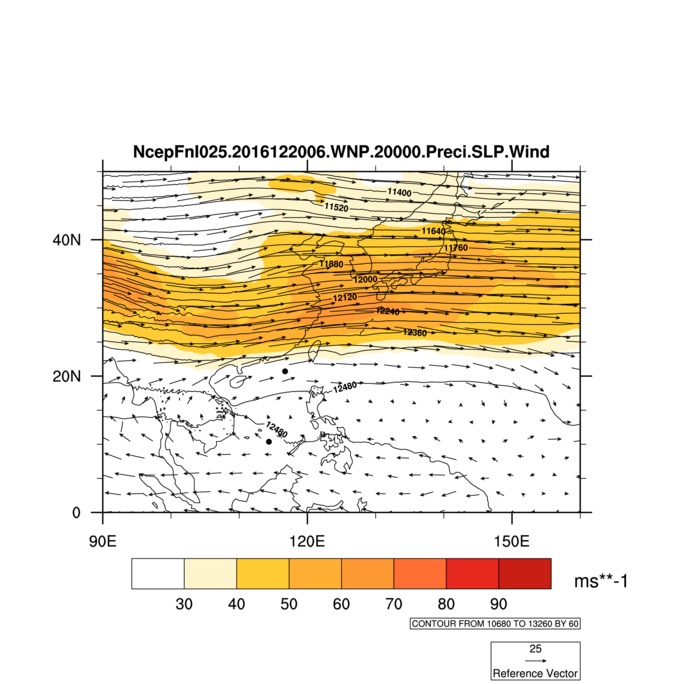 NcepFnl025.2016122006.WNP.20000.Preci.SLP.Wind
11400
11520
11640
40N
11760
11880
12000
12120
12240
12360
20N
12480
12480
0
90E 120E 150E
ms**-1
30 40 50 60 70 80 90
CONTOUR FROM 10680 TO 13260 BY 60
25
Reference Vector